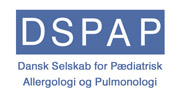 DSPAP
Dansk Selskab for Pædiatrisk
Allergologi og Pulmonologi